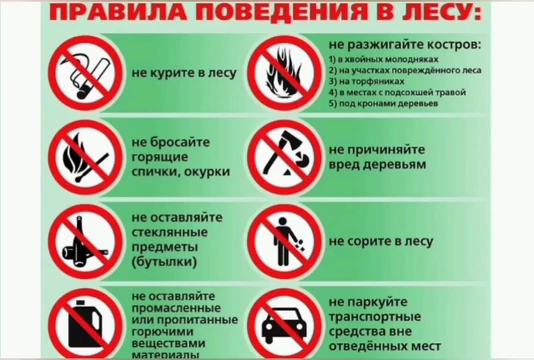 ПРАВИЛА ПОВЕДЕНИЯ В ЛЕСУ:
не курите в лесу
не разжигайте костров:
1) в хвойных молодняках
2) на участках повреждённого леса
3) на торфяниках
4) в местах с подсохшей травой
5) под кронами деревьев
не бросайте
горящие
спички, окурки
не причиняйте
вред деревьям
не оставляйте
стеклянные
предметы
(бутылки)
не сорите в лесу
не оставляйте
промасленные
или пропитанные
горючими
веществами
материалы
не паркуйте
транспортные
средства вне
отведённых мест